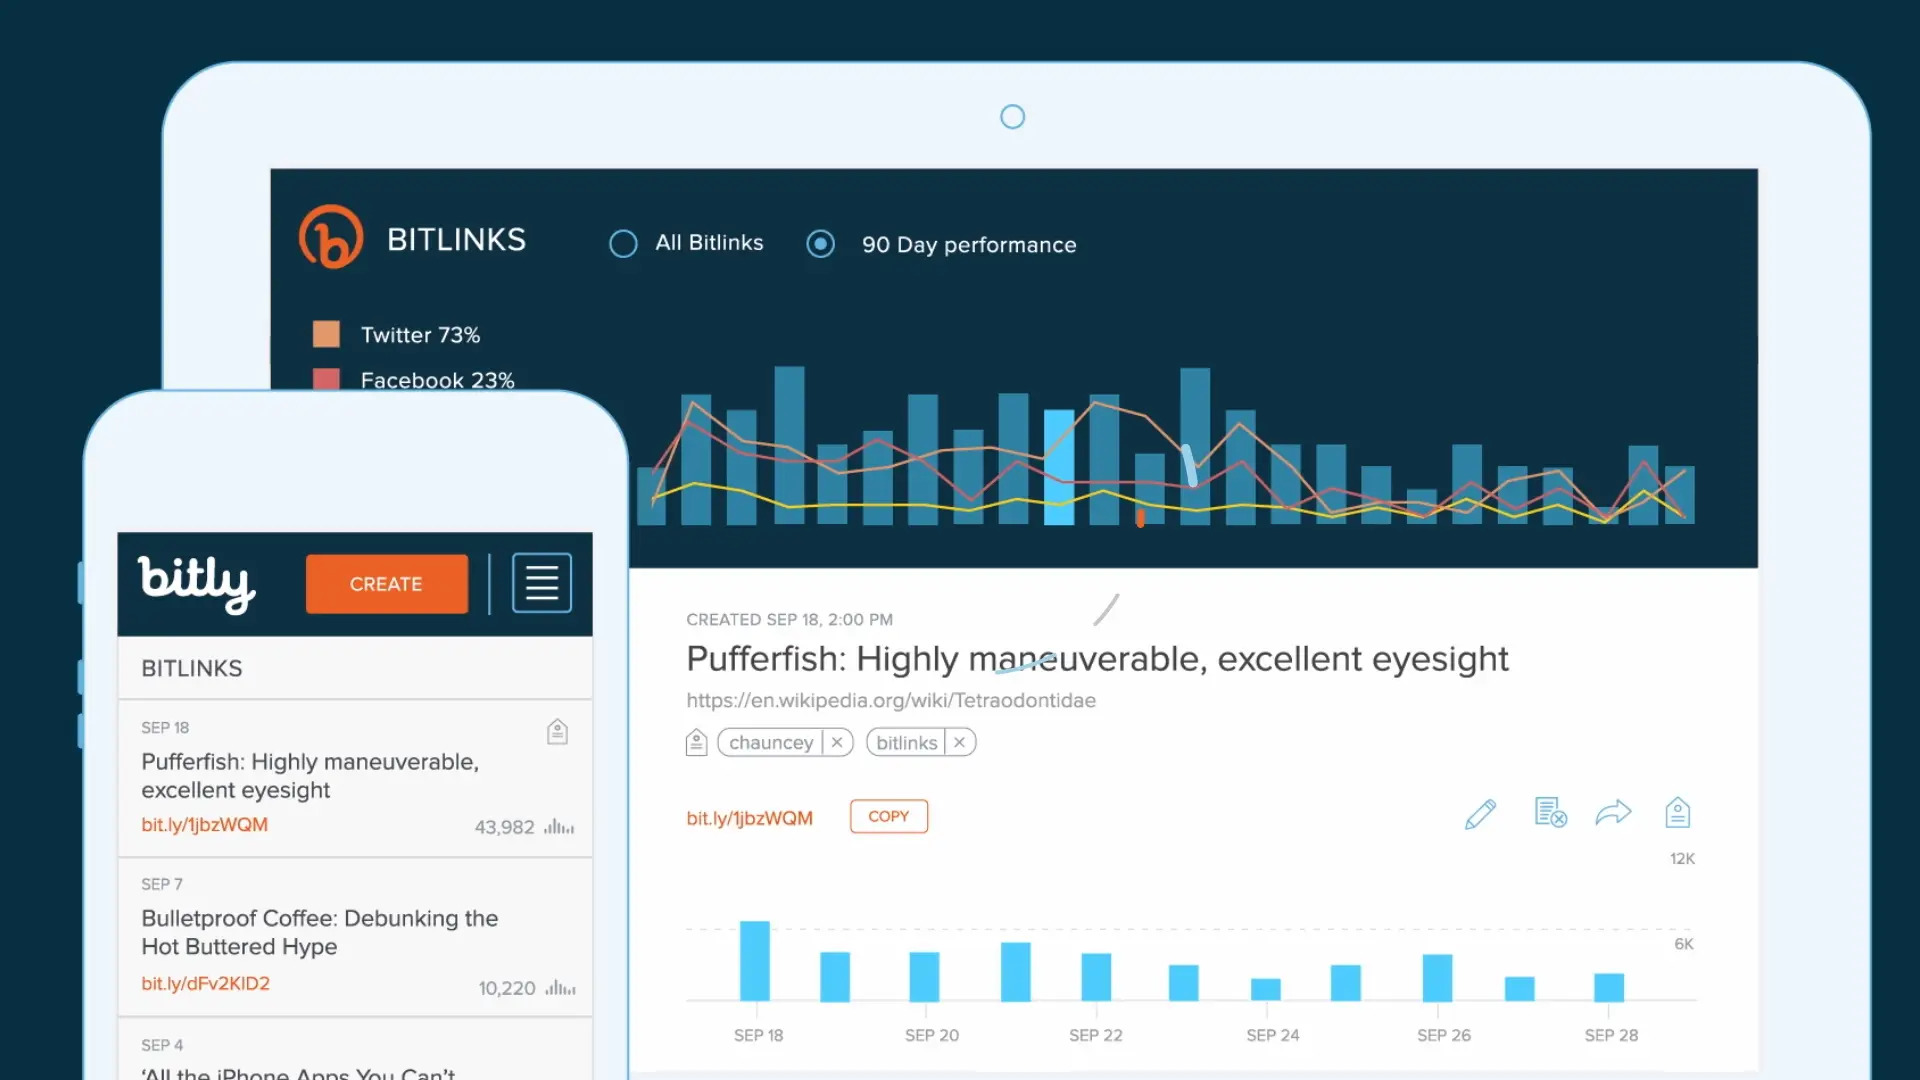 BITLINKS
All Bitlinks
90 Day performance
Twitter 73%
Facebook 23%
bitly
CREATE
BITLINKS
SEP 18
Pufferfish: Highly maneuverable,
excellent eyesight
bit.ly/1jbzWQM
43,982
SEP 7
Bulletproof Coffee: Debunking the
Hot Buttered Hype
bit.ly/dFv2KlD2
10,220
SEP 4
‘All the iPhone Apps You Can’t
CREATED SEP 18, 2:00 PM
Pufferfish: Highly maneuverable, excellent eyesight
https://en.wikipedia.org/wiki/Tetraodontidae
chauncey
bitlinks
bit.ly/1jbzWQM
COPY
12K
6K
SEP 18
SEP 20
SEP 22
SEP 24
SEP 26
SEP 28